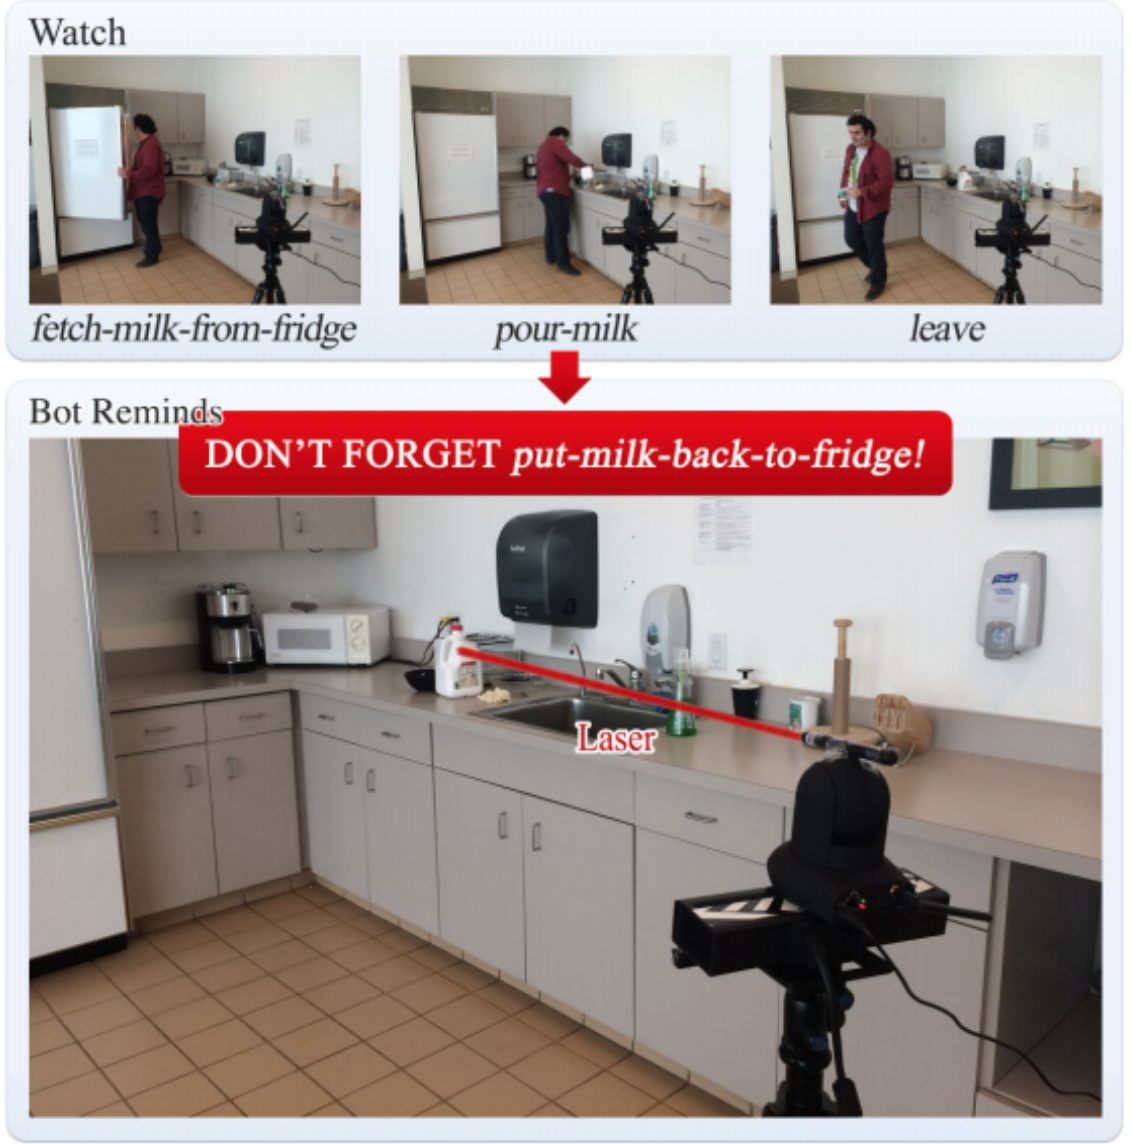 Watch
fetch-milk-from-fridge
pour-milk
leave
Bot Reminds
DON'T FORGET put-milk-back-to-fridge!
Laser